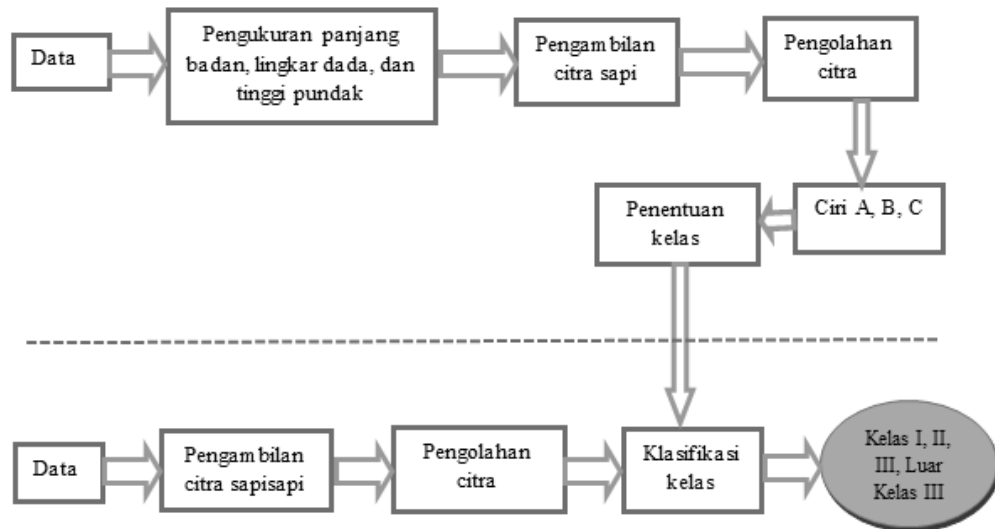 Data
Pengukuran panjang
badan, lingkar dada, dan
tinggi pundak
Pengambilan
citra sapi
Pengolahan
citra
Ciri A, B, C
Penentuan
kelas
Data
Pengambilan
citra sapisapi
Pengolahan
citra
Klasifikasi
kelas
Kelas I, II,
III, Luar
Kelas III